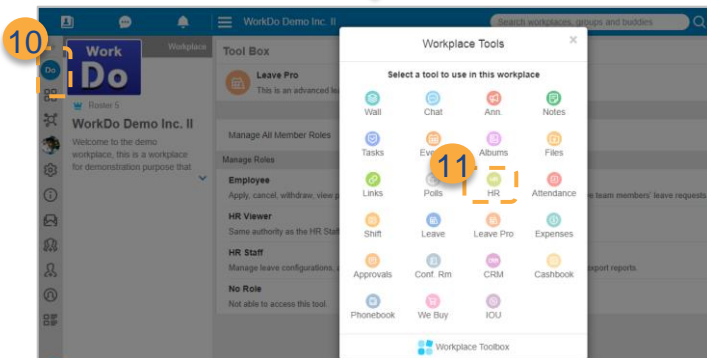 WorkDo Demo Inc. II
Search workplaces, groups and buddies
10
Do
Work
Do
Workplace
Roster 5
WorkDo Demo Inc. II
Welcome to the demo
workplace, this is a workplace
for demonstration purpose that
Tool Box
Leave Pro
This is an advanced
Manage All Member Roles
Manage Roles
Employee
Apply, cancel, withdraw, view
team members' leave requests
HR Viewer
Same authority as the HR
HR Staff
Manage leave configurations,
export reports.
No Role
Not able to access this tool.
Workplace Tools
×
Select a tool to use in this workplace
Wall
Chat
Ann.
Notes
Tasks
Albums
Files
11
Links
Polls
HR
Attendance
Shift
Leave
Leave Pro
Expenses
Approvals
Conf. Rm
CRM
Cashbook
Phonebook
We Buy
IOU
Workplace Toolbox